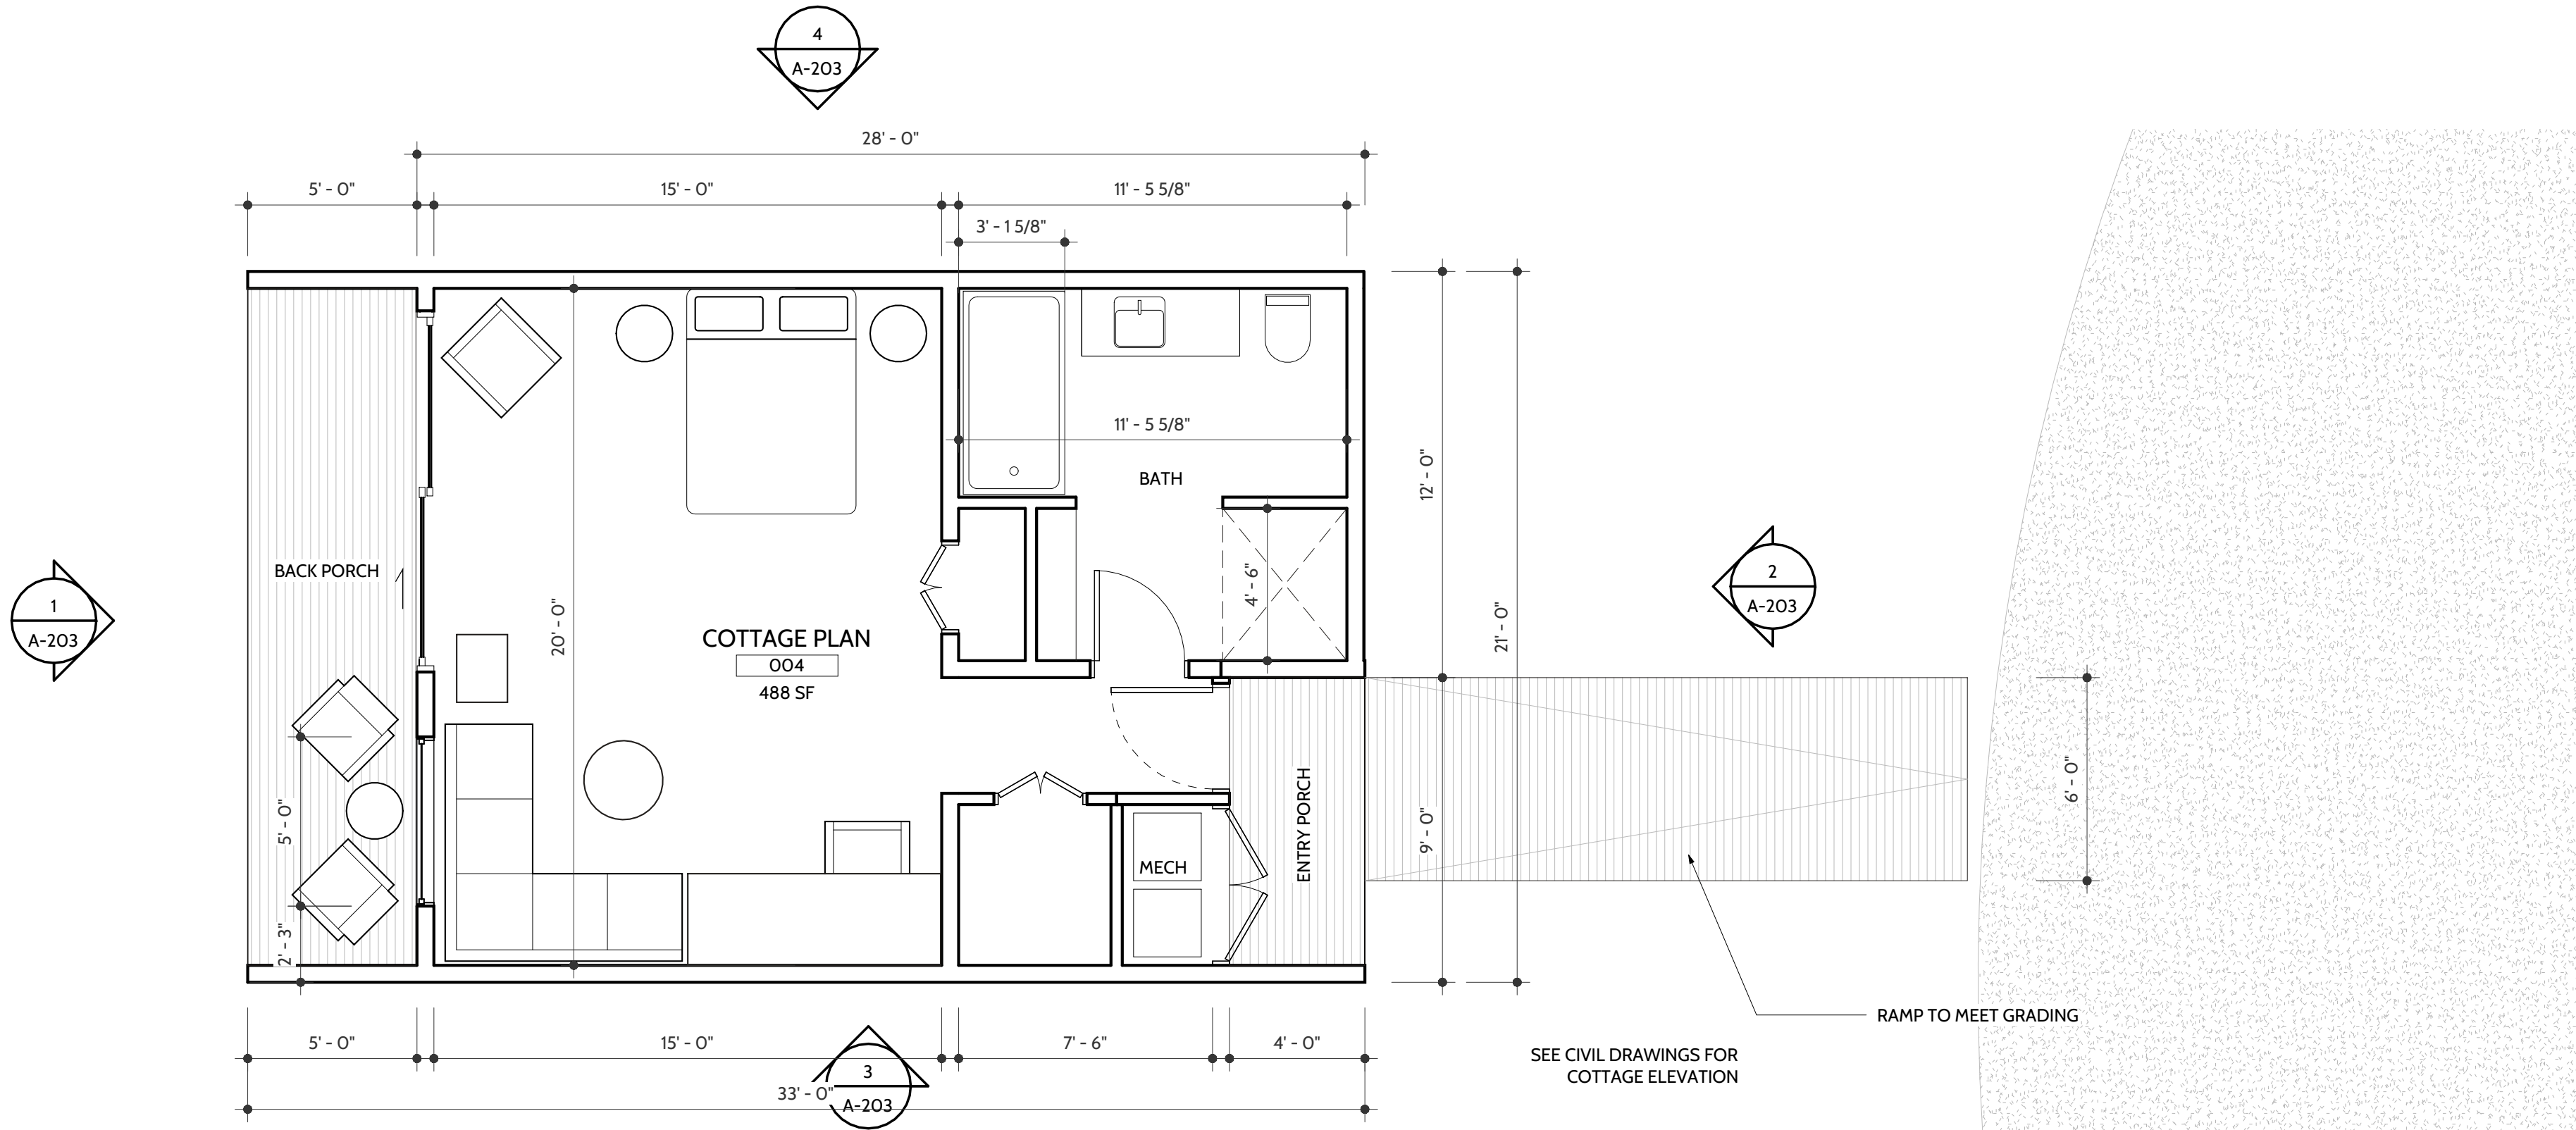 4
A-203
28' - 0"
5' - 0"
15' - 0"
11' - 5 5/8"
3' - 1 5/8"
11' - 5 5/8"
BATH
12' - 0"
BACK PORCH
1
A-203
20' - 0"
4' - 6"
21' - 0"
2
A-203
COTTAGE PLAN
004
488 SF
5' - 0"
MECH
ENTRY PORCH
9' - 0"
6' - 0"
2' - 3"
RAMP TO MEET GRADING
5' - 0"
15' - 0"
7' - 6"
4' - 0"
3
A-203
33' - 0"
SEE CIVIL DRAWINGS FOR
COTTAGE ELEVATION